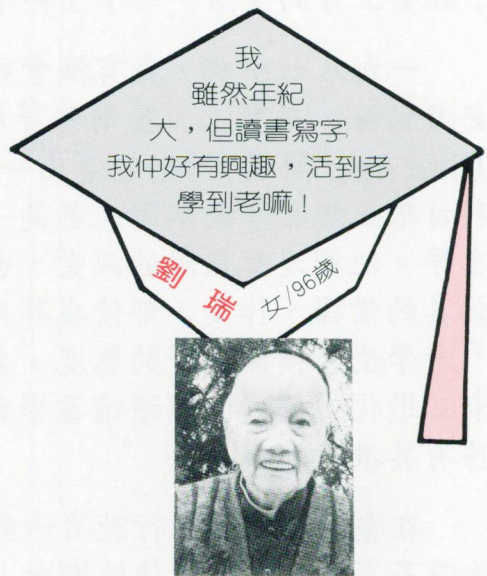 我
雖然年紀
大，但讀書寫字
我仲好有興趣，活到老
學到老嘛！
劉瑞
女/96歲